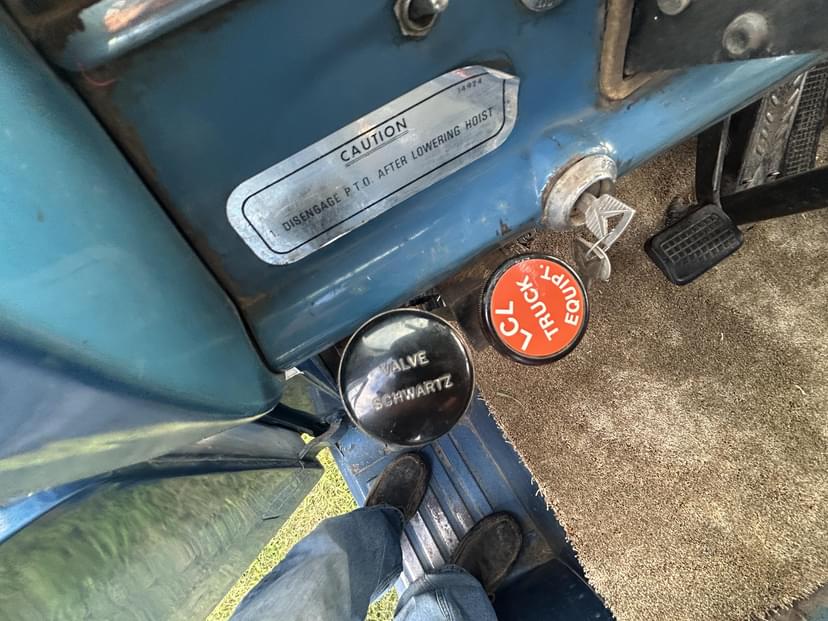 14924
CAUTION
1. DISENGAGE P.T.O. AFTER LOWERING HOIST
LCL
TRUCK
EQUIPT.
VALVE
SCHWARTZ